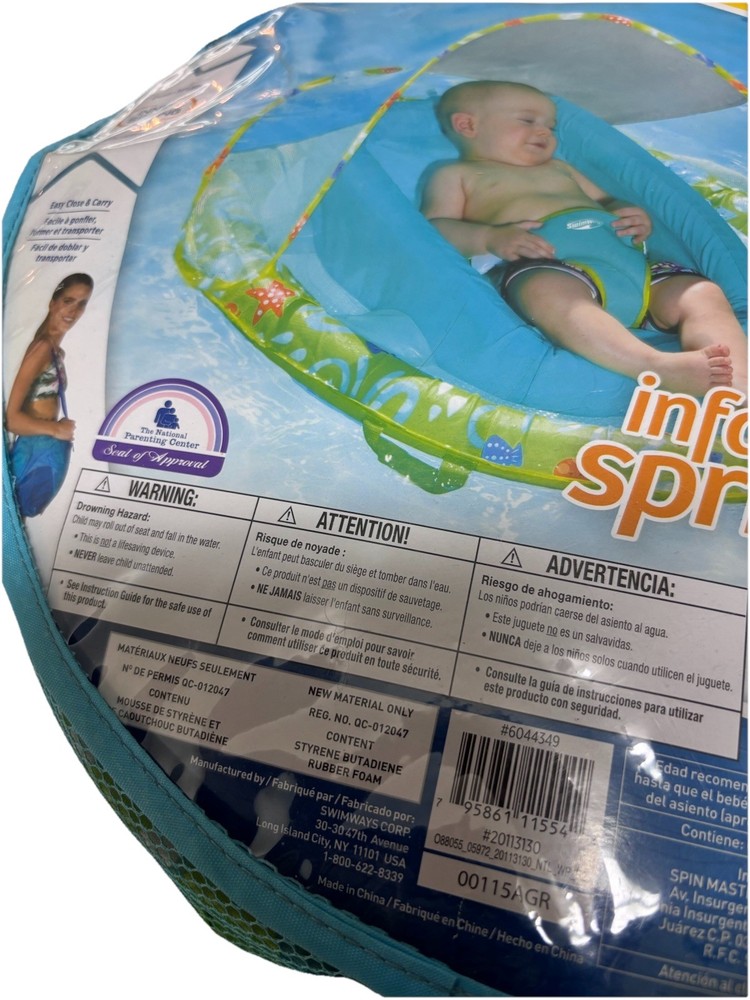 Easy Close & Carry
Facile à gonfler,
fermer et transporter
Fácil de doblar y
transportar
SwimWays
The National
Parenting Center
Seal of Approval
infa
spr
WARNING:
Drowning Hazard:
Child may roll out of seat and fall in the water.
• This is not a lifesaving device.
• NEVER leave child unattended.
• See Instruction Guide for the safe use of
this product.
ATTENTION!
Risque de noyade :
L'enfant peut basculer du siège et tomber dans l'eau.
• Ce produit n'est pas un dispositif de sauvetage.
• NE JAMAIS laisser l'enfant sans surveillance.
• Consulter le mode d'emploi pour savoir
comment utiliser ce produit en toute sécurité.
ADVERTENCIA:
Riesgo de ahogamiento:
Los niños podrían caerse del asiento al agua.
• Este juguete no es un salvavidas.
• NUNCA deje a los niños solos cuando utilicen el juguete.
• Consulte la guía de instrucciones para utilizar
este producto con seguridad.
MATÉRIAUX NEUFS SEULEMENT
Nº DE PERMIS QC-012047
CONTENU
MOUSSE DE STYRÈNE ET
CAOUTCHOUC BUTADIÈNE
NEW MATERIAL ONLY
REG. NO. QC-012047
CONTENT
STYRENE BUTADIENE
RUBBER FOAM
Manufactured by / Fabriqué par / Fabricado por:
SWIMWAYS CORP.
30-30 47th Avenue
Long Island City, NY 11101 USA
1-800-622-8339
Made in China / Fabriqué en Chine / Hecho en China
#6044349
7 95861 11554
#20113130
O88055_05972_20113130_NTL_WP
00115AGR
Edad recomen
hasta que el bebé
del asiento (apr
Contiene:
SPIN MAST
Av. Insurgen
nia Insurgen
Juárez C.P. 0
R.F.C.
Atención al c